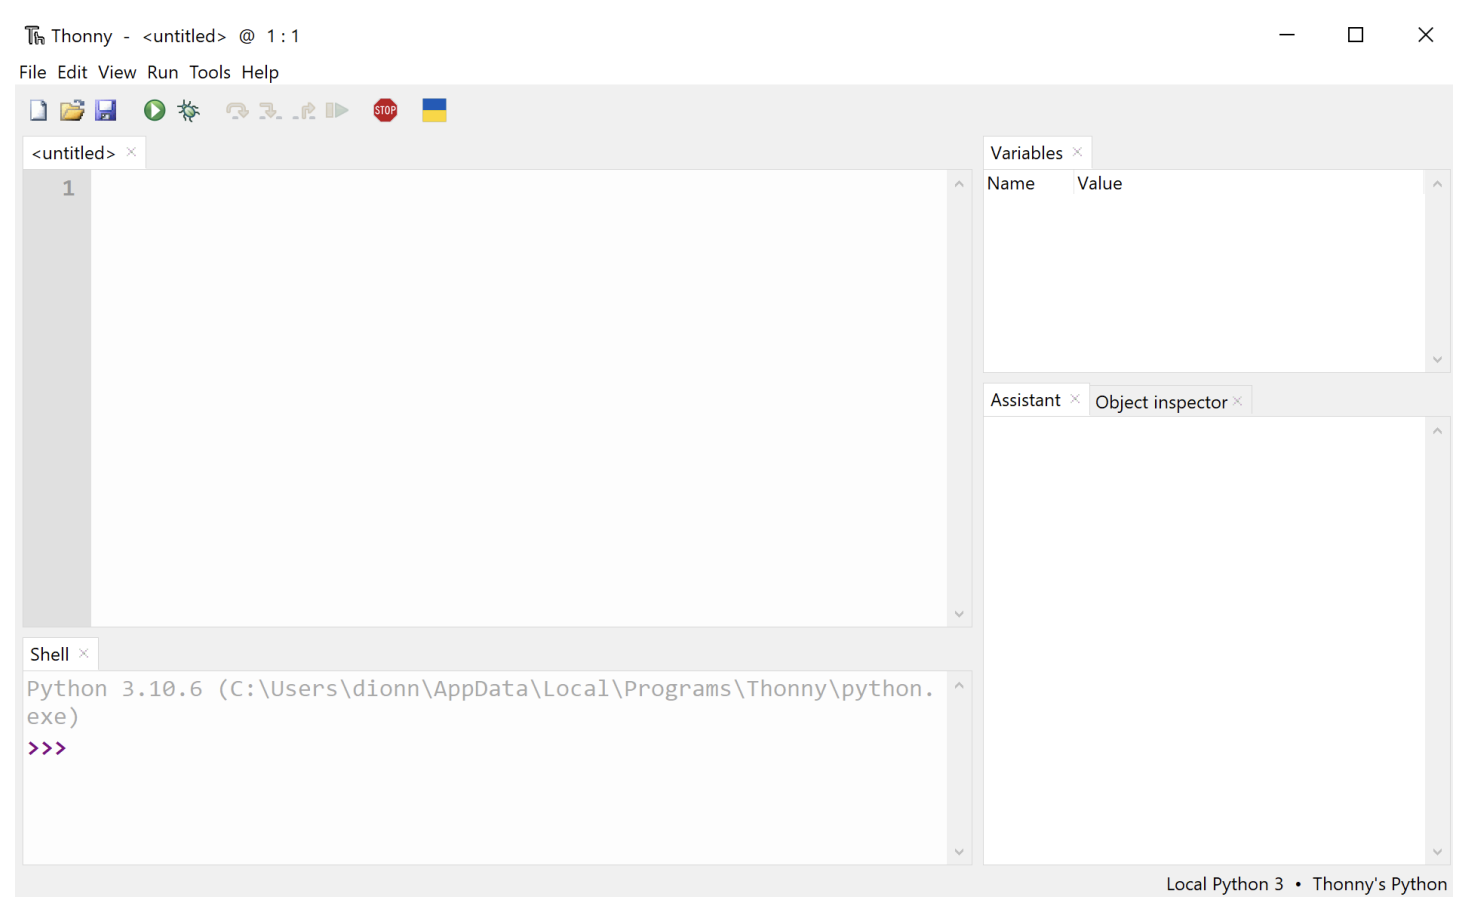 Th Thonny - <untitled> @ 1 : 1
File Edit View Run Tools Help
STOP
<untitled>
1
Variables
Name Value
Assistant Object inspector
Shell
Python 3.10.6 (C:\Users\dionn\AppData\Local\Programs\Thonny\python.
exe)
>>>
Local Python 3 • Thonny's Python